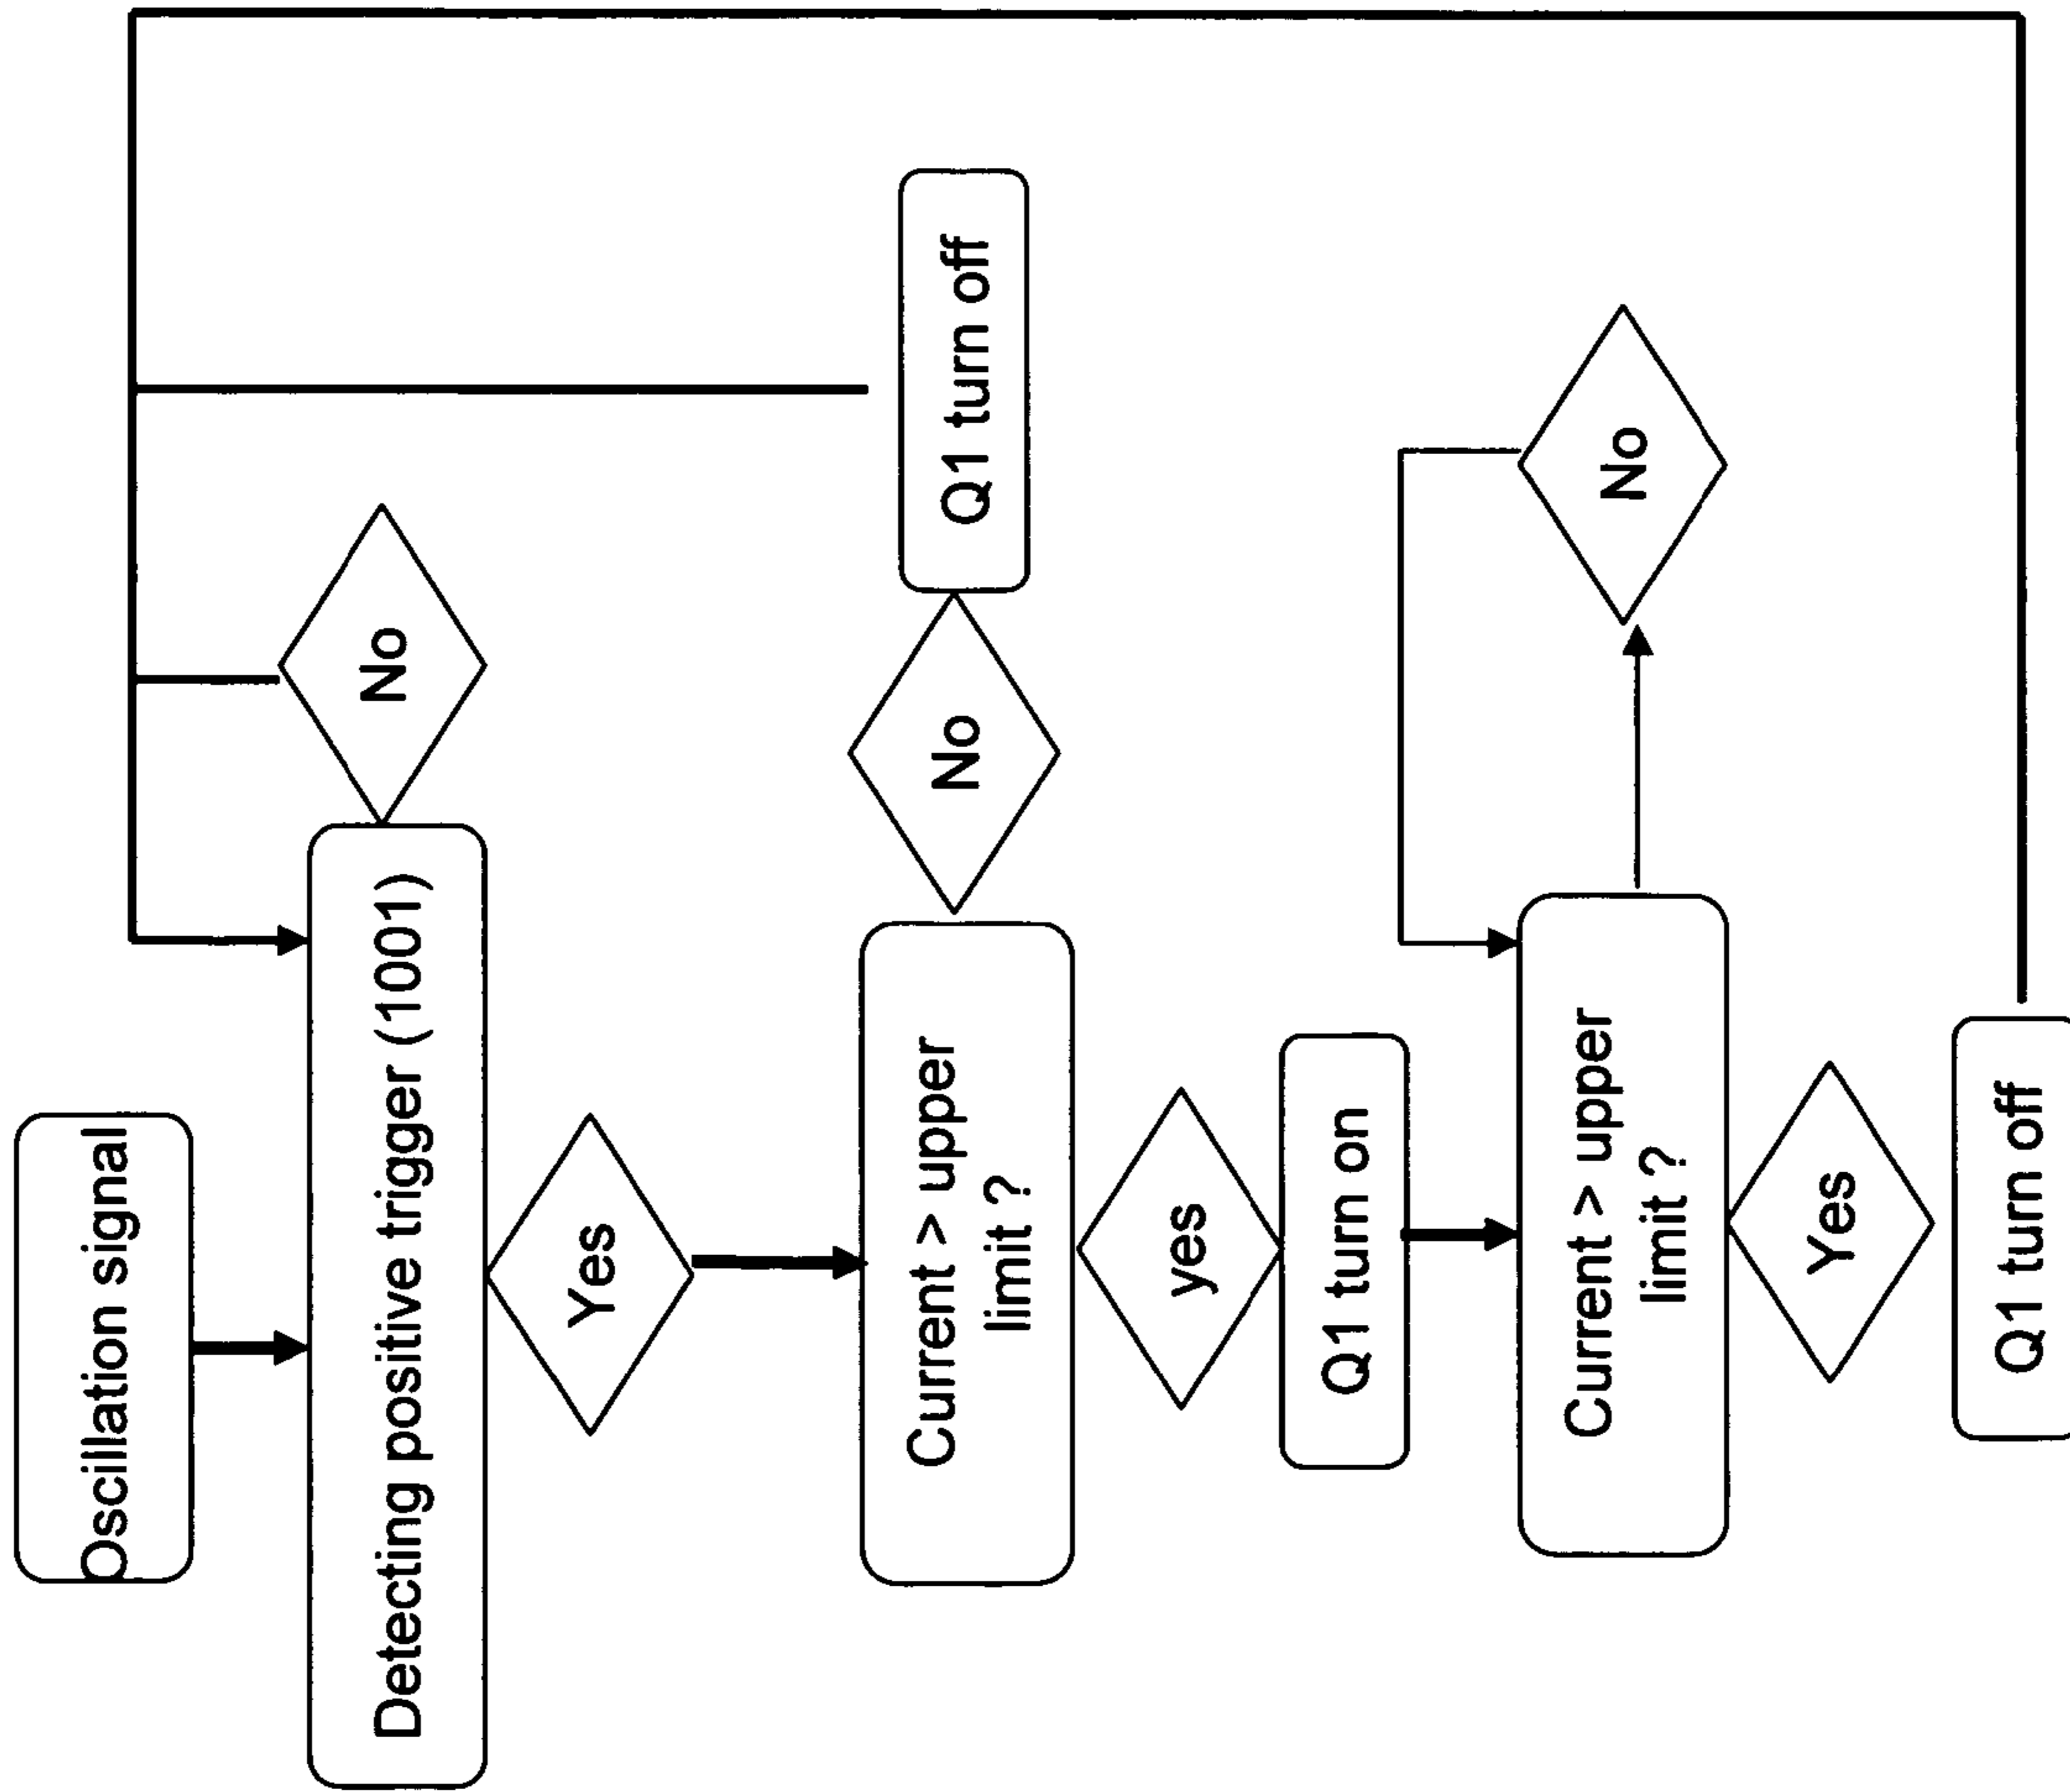 Oscillation signal
Detecting positive trigger (1001)
No
Yes
Current > upper
limit ?
No
Q1 turn off
yes
Q1 turn on
Current > upper
limit ?
No
Yes
Q1 turn off